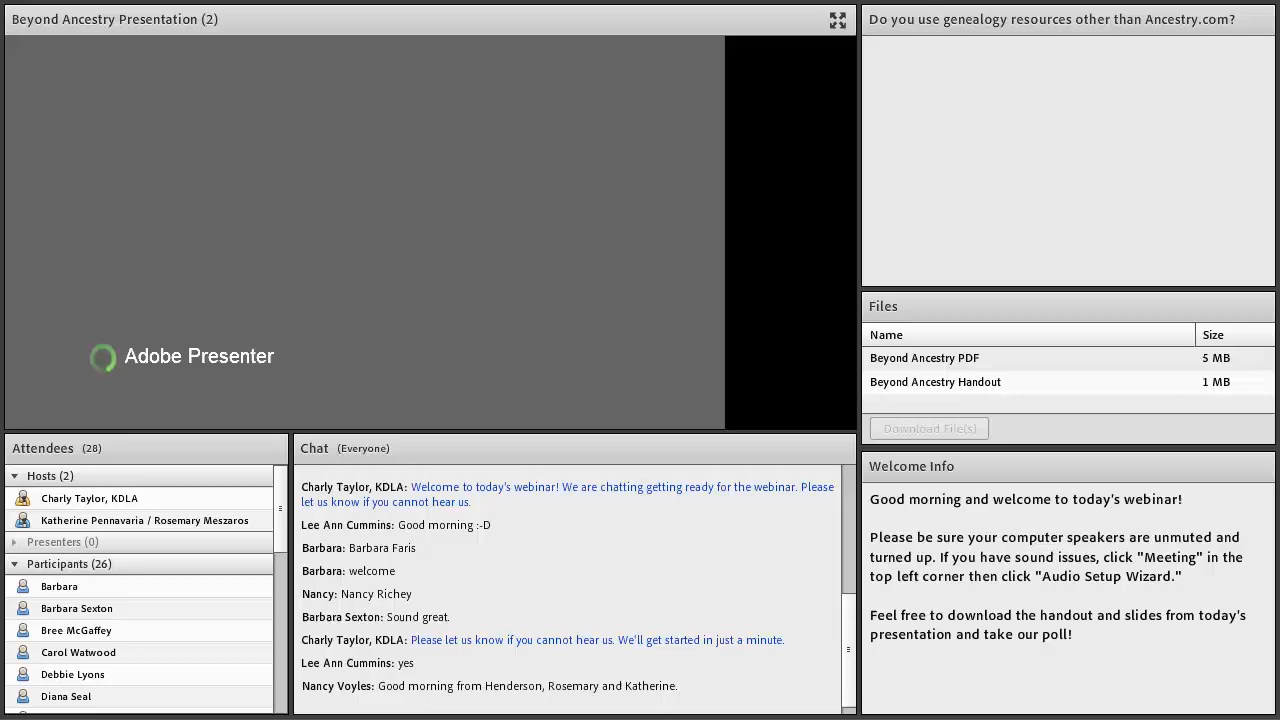 Beyond Ancestry Presentation (2)
Adobe Presenter
Do you use genealogy resources other than Ancestry.com?
Files
Name Size
Beyond Ancestry PDF 5 MB
Beyond Ancestry Handout 1 MB
Download File(s)
Attendees (28)
Hosts (2)
Charly Taylor, KDLA
Katherine Pennavaria / Rosemary Meszaros
Presenters (0)
Participants (26)
Barbara
Barbara Sexton
Bree McGaffey
Carol Watwood
Debbie Lyons
Diana Seal
Chat (Everyone)
Charly Taylor, KDLA: Welcome to today's webinar! We are chatting getting ready for the webinar. Please
let us know if you cannot hear us.
Lee Ann Cummins: Good morning :-D
Barbara: Barbara Faris
Barbara: welcome
Nancy: Nancy Richey
Barbara Sexton: Sound great.
Charly Taylor, KDLA: Please let us know if you cannot hear us. We'll get started in just a minute.
Lee Ann Cummins: yes
Nancy Voyles: Good morning from Henderson, Rosemary and Katherine.
Welcome Info
Good morning and welcome to today's webinar!
Please be sure your computer speakers are unmuted and
turned up. If you have sound issues, click "Meeting" in the
top left corner then click "Audio Setup Wizard."
Feel free to download the handout and slides from today's
presentation and take our poll!